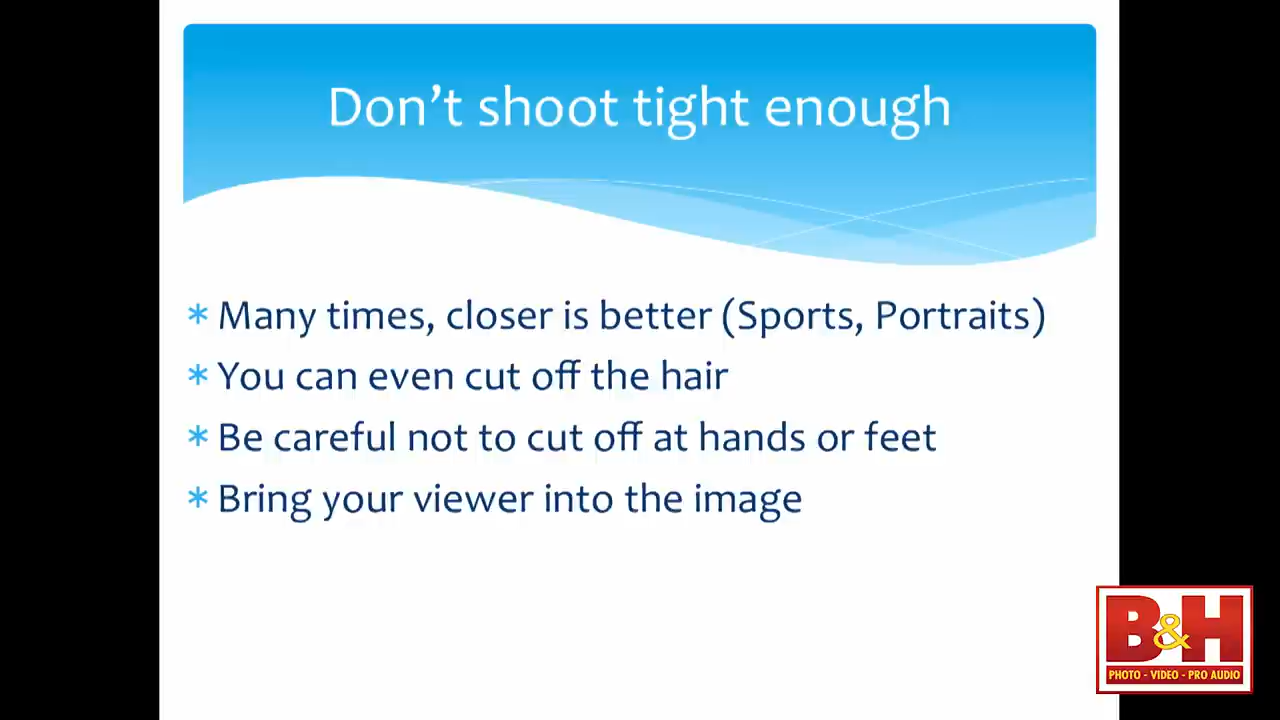 Don't shoot tight enough
* Many times, closer is better (Sports, Portraits)
* You can even cut off the hair
* Be careful not to cut off at hands or feet
* Bring your viewer into the image
B&H
PHOTO - VIDEO - PRO AUDIO